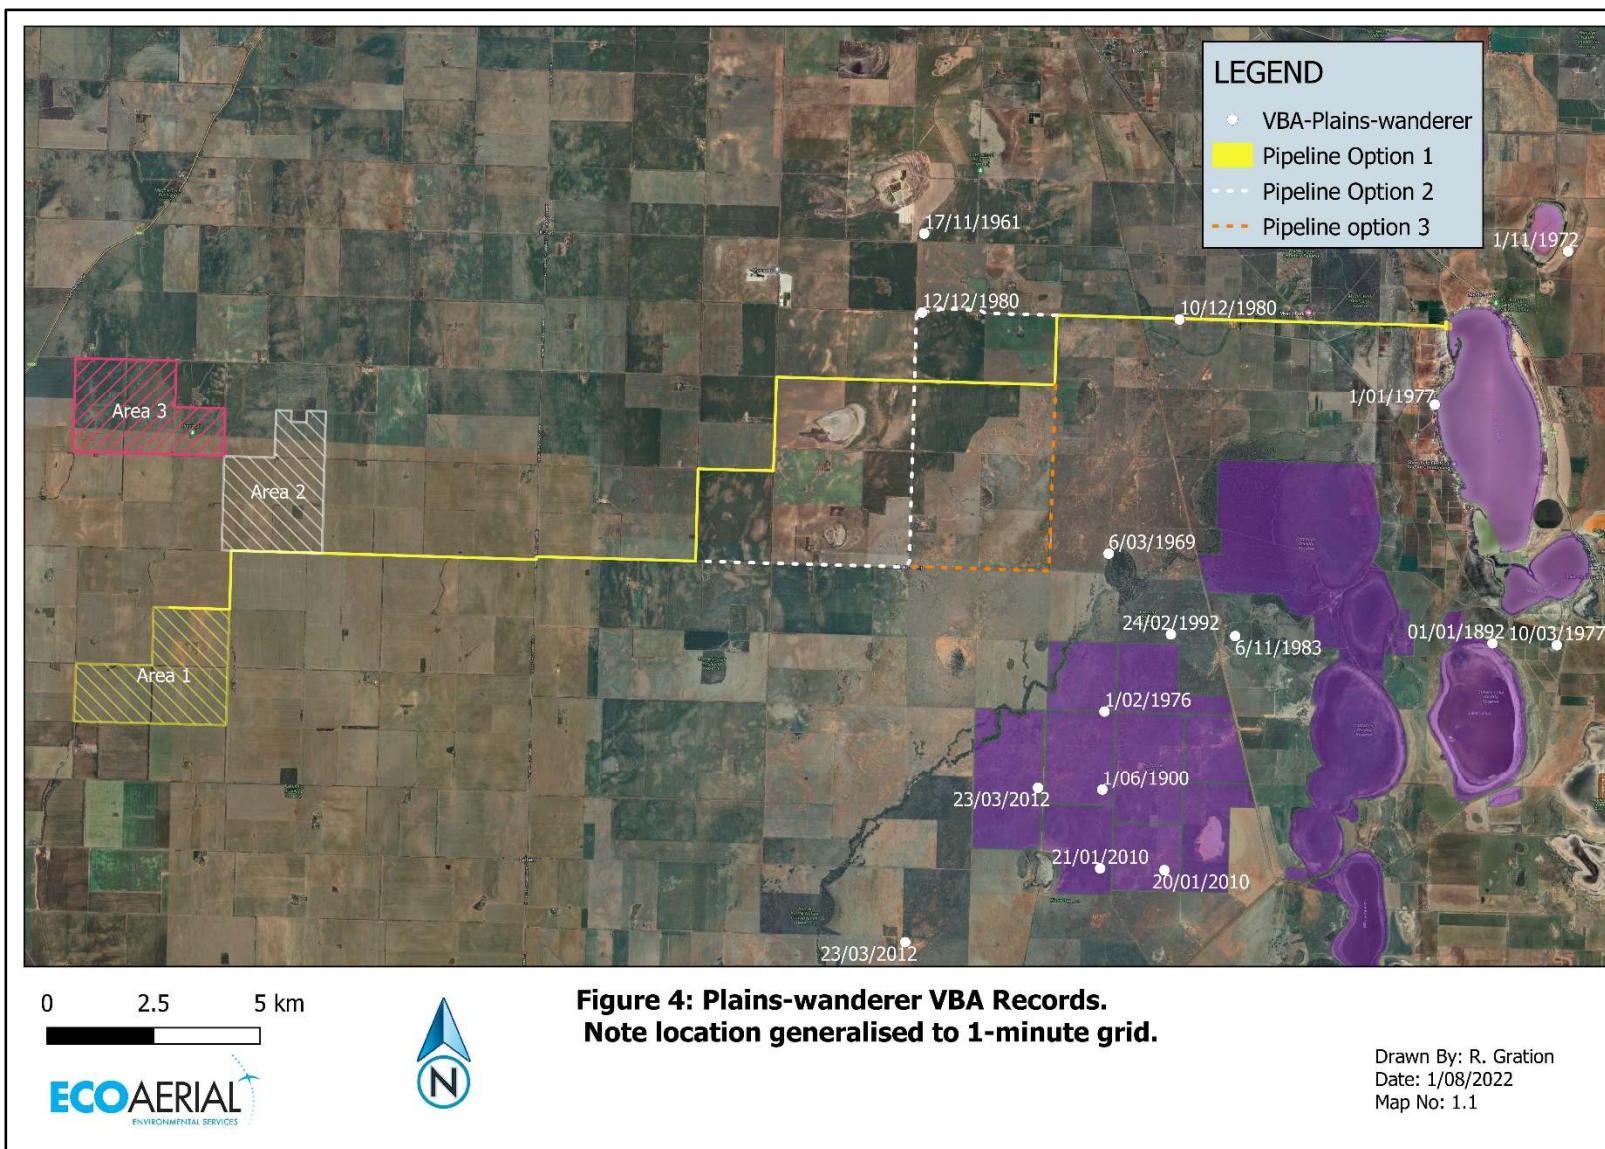 LEGEND
VBA-Plains-wanderer
Pipeline Option 1
Pipeline Option 2
Pipeline option 3
17/11/1961
1/11/1972
12/12/1980
10/12/1980
1/01/1977
Area 3
Area 2
6/03/1969
24/02/1992
6/11/1983
01/01/1892
10/03/1977
Area 1
1/02/1976
1/06/1900
23/03/2012
21/01/2010
20/01/2010
23/03/2012
0 2.5 5 km
Figure 4: Plains-wanderer VBA Records.
Note location generalised to 1-minute grid.
N
ECOAERIAL
ENVIRONMENTAL SERVICES
Drawn By: R. Gration
Date: 1/08/2022
Map No: 1.1